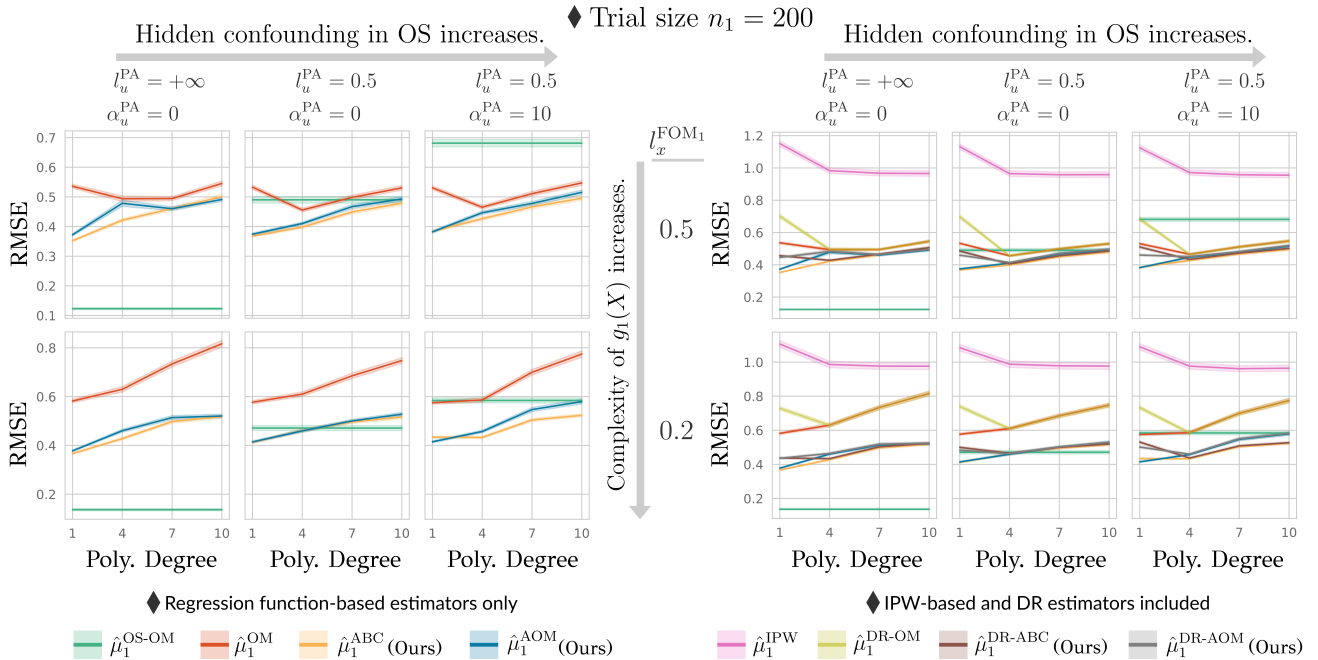 ♦ Trial size n₁ = 200
Hidden confounding in OS increases.
l_u^PA = +∞ l_u^PA = 0.5 l_u^PA = 0.5
α_u^PA = 0 α_u^PA = 0 α_u^PA = 10
Hidden confounding in OS increases.
l_u^PA = +∞ l_u^PA = 0.5 l_u^PA = 0.5
α_u^PA = 0 α_u^PA = 0 α_u^PA = 10
RMSE
0.7
0.6
0.5
0.4
0.3
0.2
0.1
RMSE
0.8
0.6
0.4
0.2
1 4 7 10 1 4 7 10 1 4 7 10
Poly. Degree Poly. Degree Poly. Degree
Complexity of g₁(X) increases.
l_x^FOM₁
0.5
0.2
RMSE
1.2
1.0
0.8
0.6
0.4
0.2
RMSE
1.0
0.8
0.6
0.4
0.2
1 4 7 10 1 4 7 10 1 4 7 10
Poly. Degree Poly. Degree Poly. Degree
♦ Regression function-based estimators only
μ̂₁^OS-OM μ̂₁^OM μ̂₁^ABC (Ours) μ̂₁^AOM (Ours)
♦ IPW-based and DR estimators included
μ̂₁^IPW μ̂₁^DR-OM μ̂₁^DR-ABC (Ours) μ̂₁^DR-AOM (Ours)